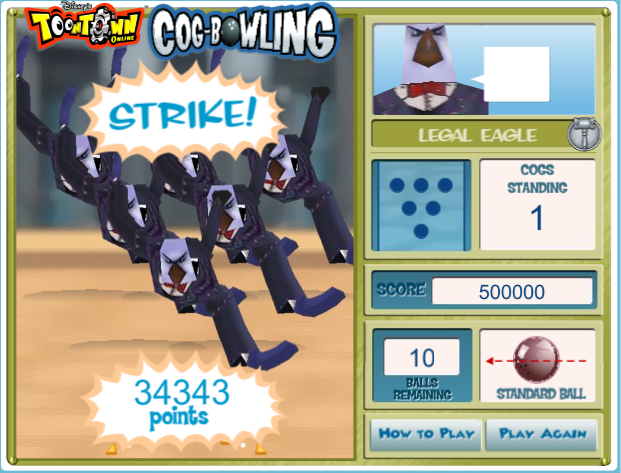 Disney's
TOONTOWN
ONLINE
COG-BOWLING
STRIKE!
34343
points
LEGAL EAGLE
COGS
STANDING
1
SCORE 500000
10
BALLS
REMAINING
STANDARD BALL
HOW TO PLAY
PLAY AGAIN